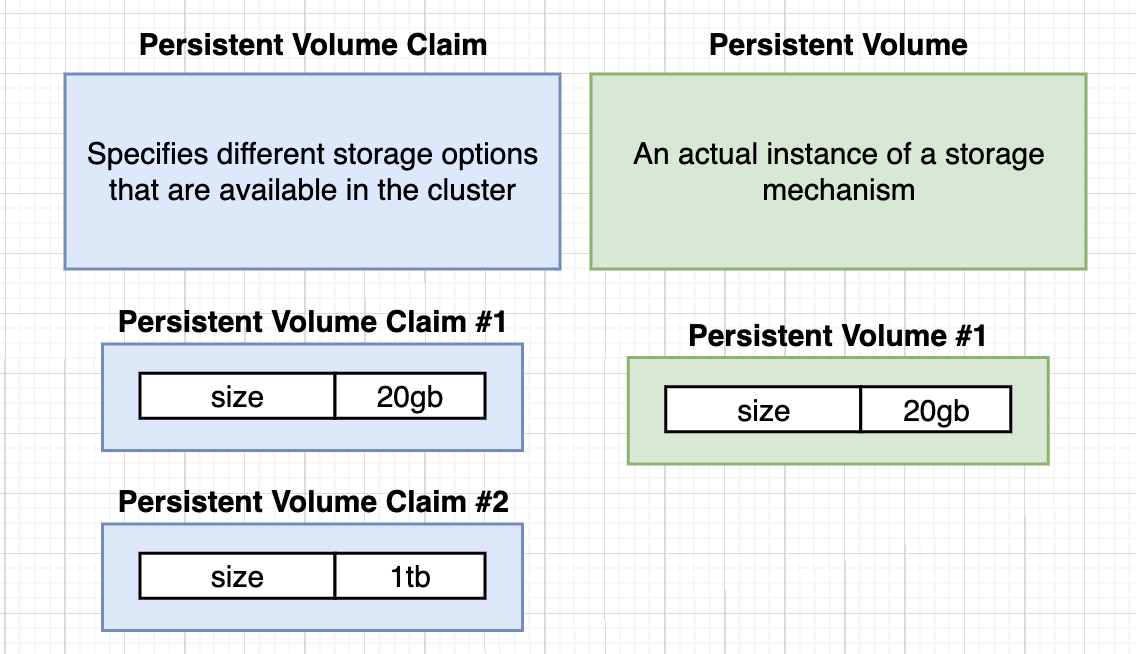 Persistent Volume Claim
Specifies different storage options
that are available in the cluster
Persistent Volume
An actual instance of a storage
mechanism
Persistent Volume Claim #1
size 20gb
Persistent Volume #1
size 20gb
Persistent Volume Claim #2
size 1tb